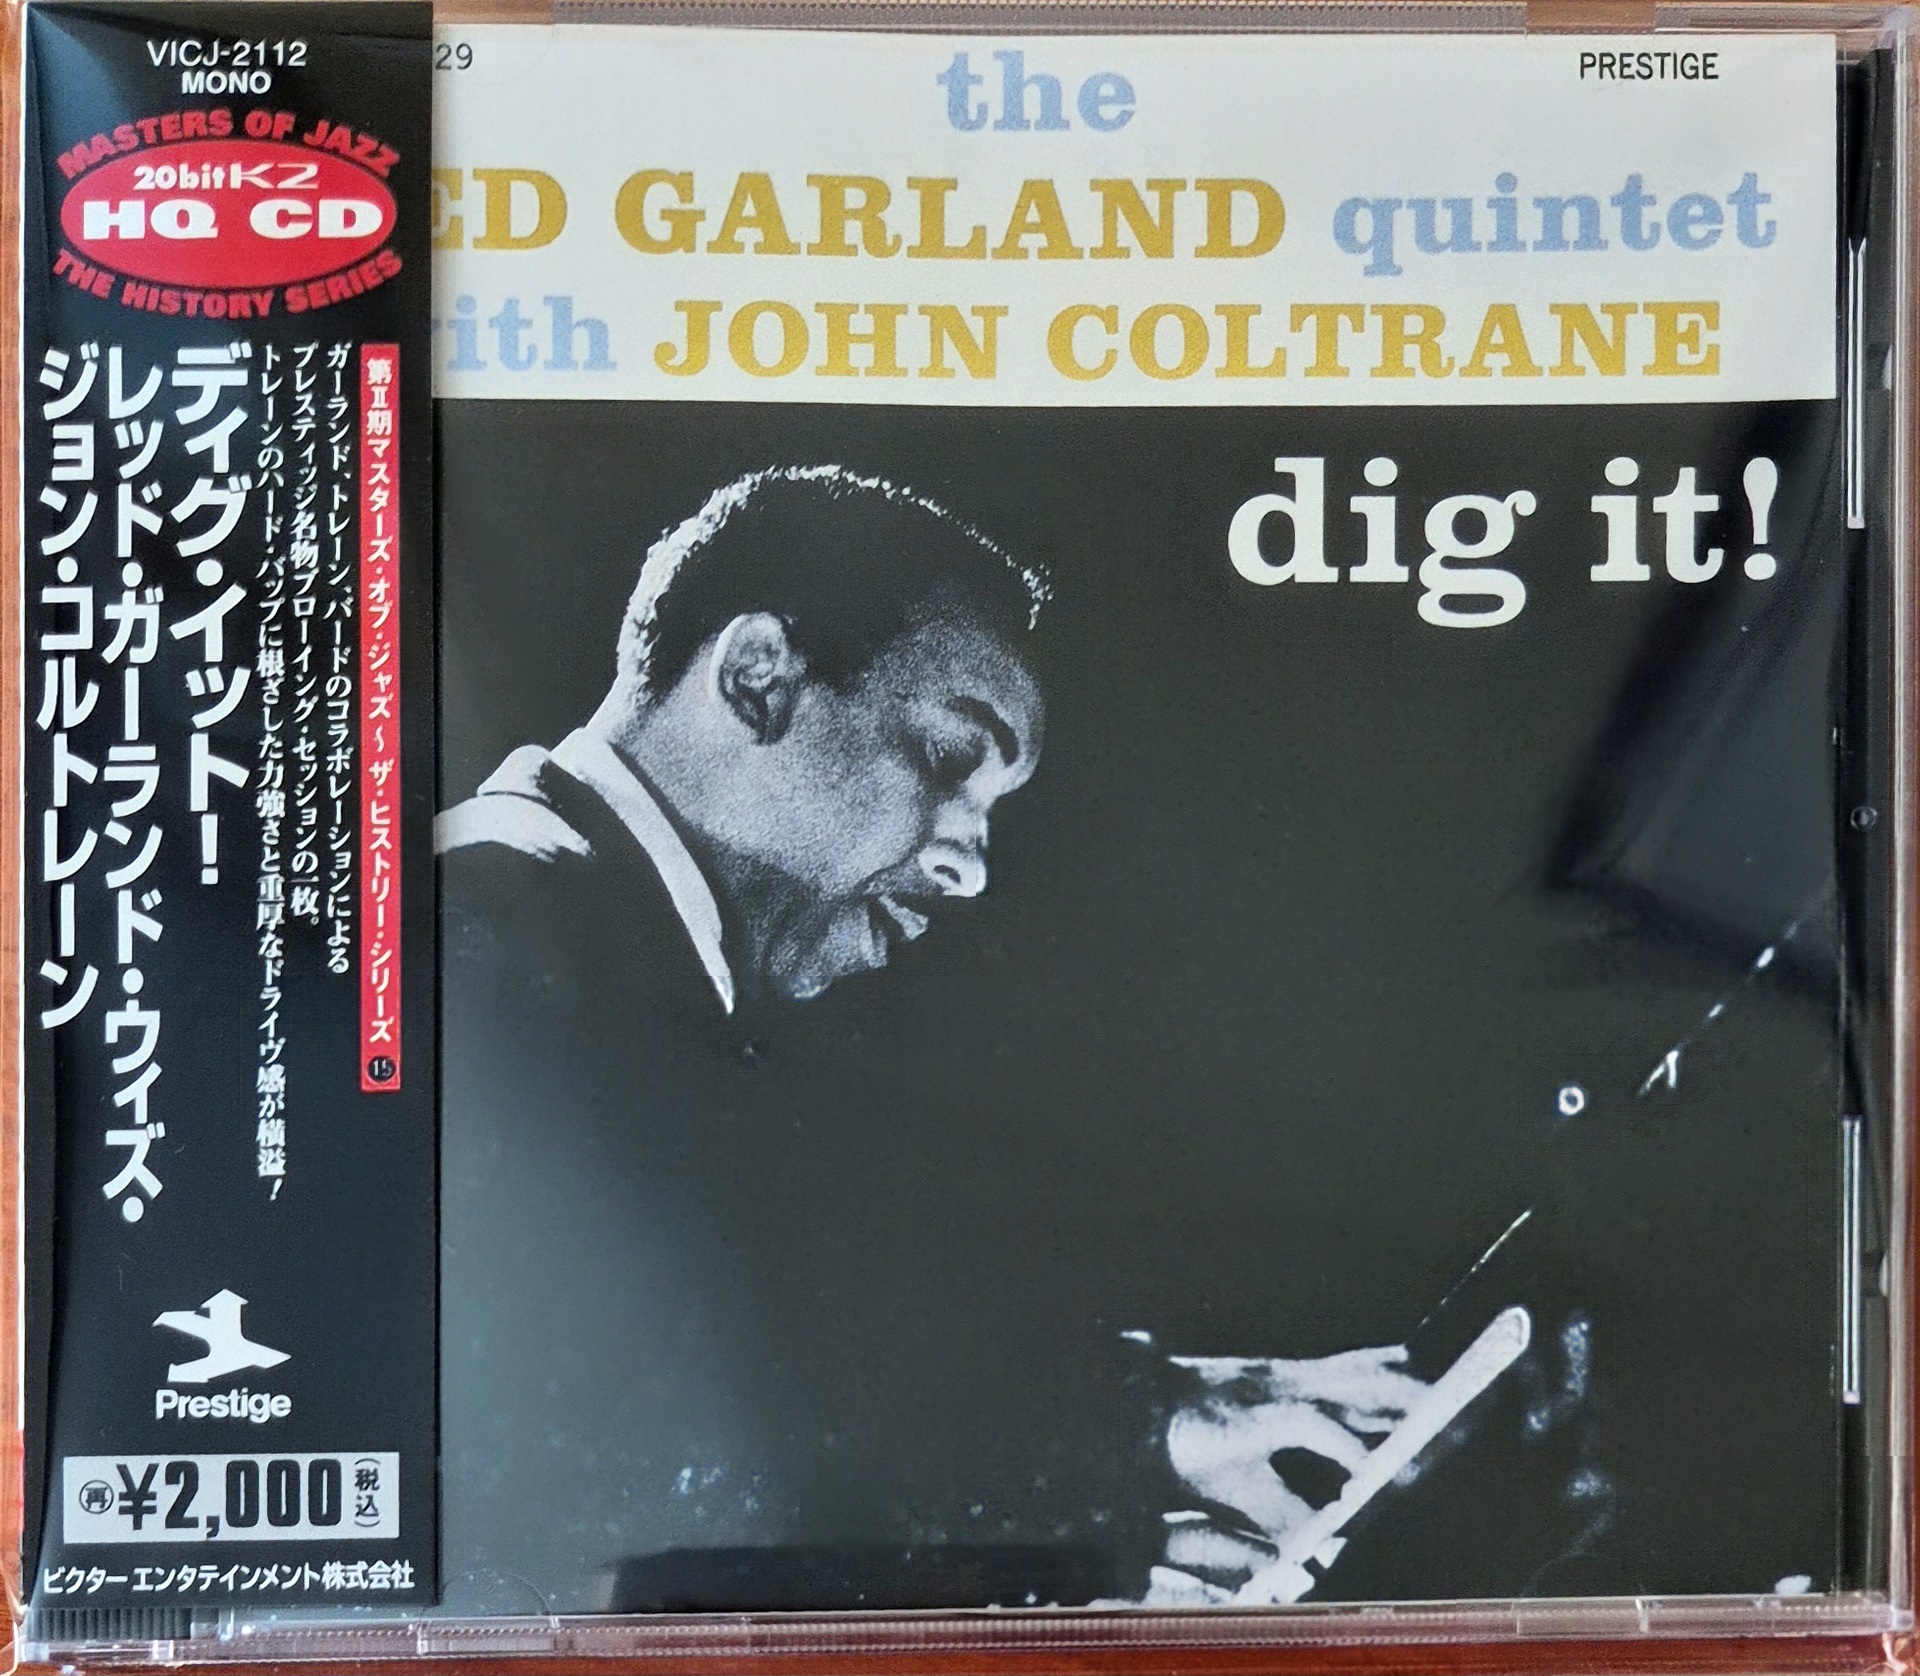 VICJ-2112
MONO
MASTERS OF JAZZ
20bit K2
HQ CD
THE HISTORY SERIES
第II期マスターズ・オブ・ジャズ～ザ・ヒストリー・シリーズ 15
ガーランド、トレーン、バードのコラボレーションによる
プレスティッジ名物ブローイング・セッションの一枚。
トレーンのハード・バップに根ざした力強さと重厚なドライヴ感が横溢！
ディグ・イット！
レッド・ガーランド・ウィズ・
ジョン・コルトレーン
Prestige
再 ¥2,000 (税込)
ビクターエンタテインメント株式会社
29
PRESTIGE
the
ED GARLAND quintet
ith JOHN COLTRANE
dig it!